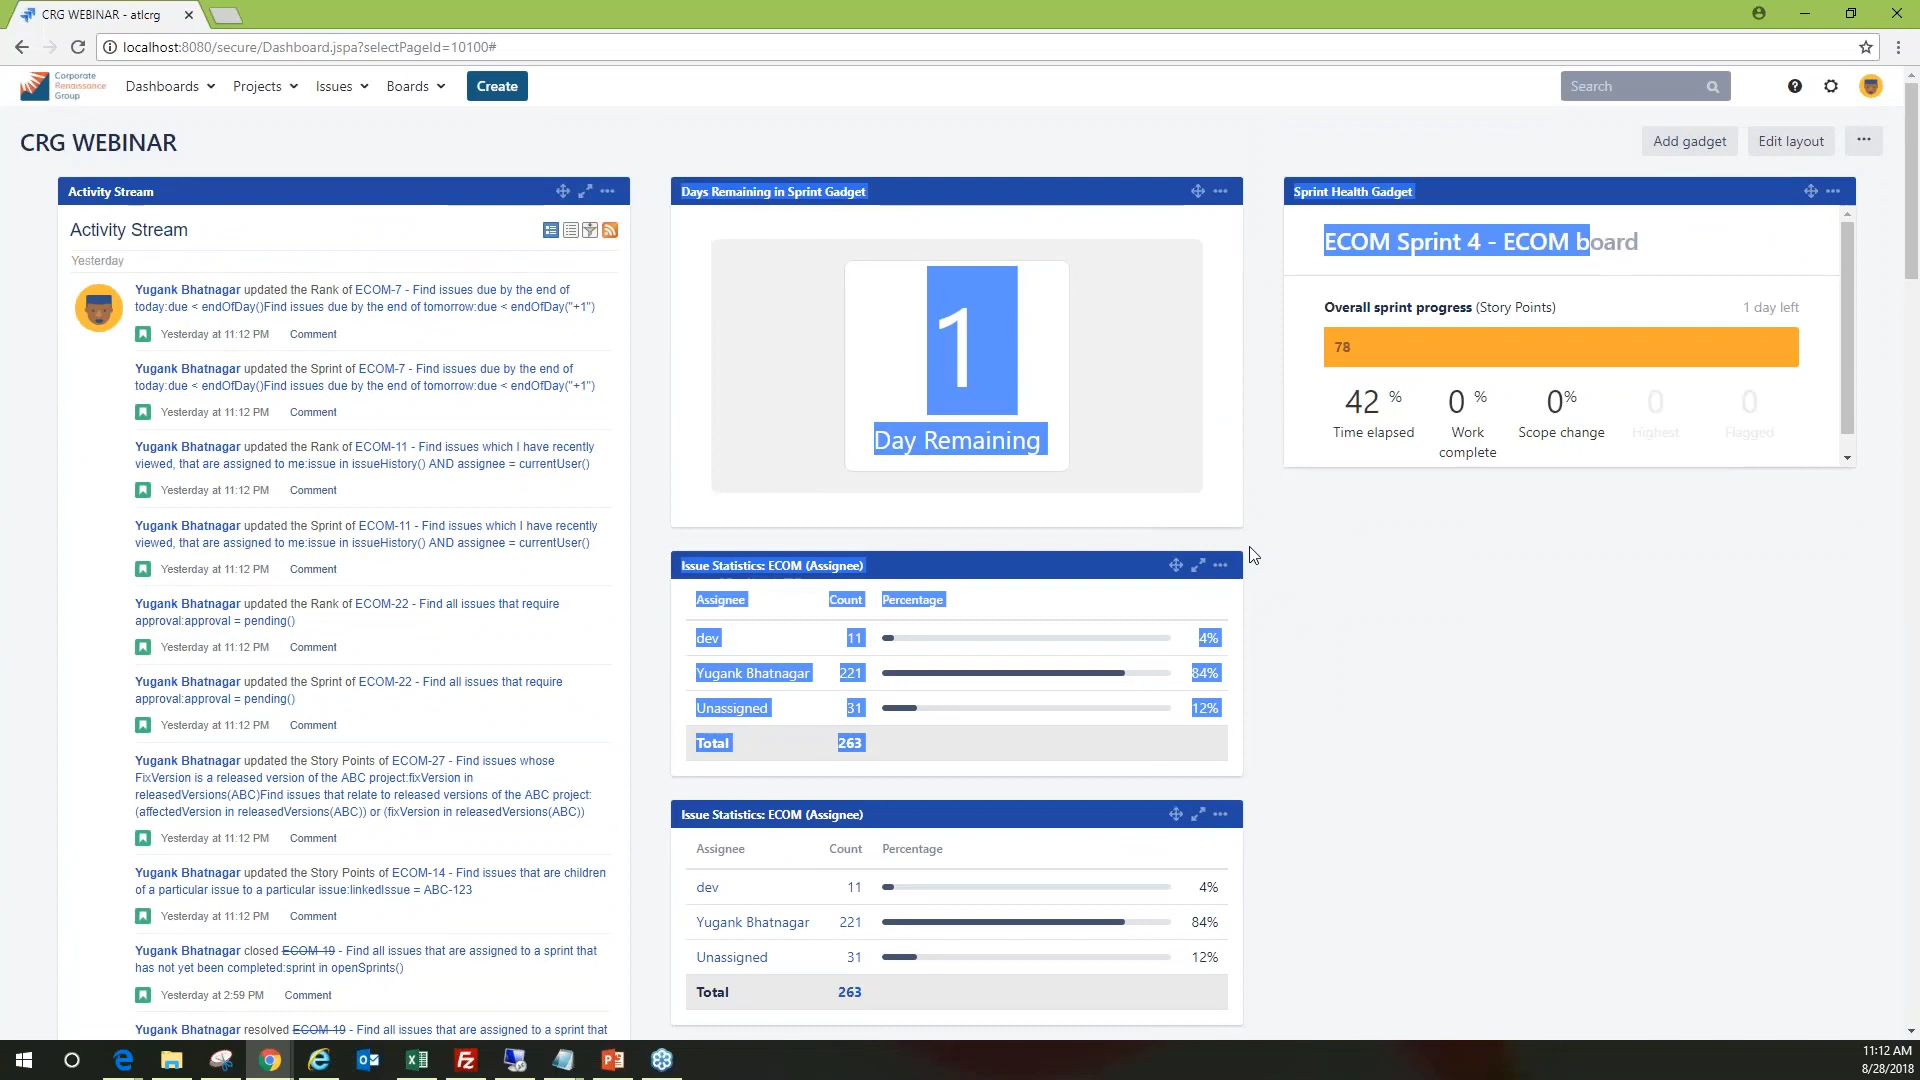 CRG WEBINAR - atlcrg
localhost:8080/secure/Dashboard.jspa?selectPageId=10100#
Corporate
Renaissance
Group
Dashboards
Projects
Issues
Boards
Create
Search
CRG WEBINAR
Add gadget
Edit layout
Activity Stream
Activity Stream
Yesterday
Yugank Bhatnagar updated the Rank of ECOM-7 - Find issues due by the end of
today:due < endOfDay()Find issues due by the end of tomorrow:due < endOfDay("+1")
Yesterday at 11:12 PM Comment
Yugank Bhatnagar updated the Sprint of ECOM-7 - Find issues due by the end of
today:due < endOfDay()Find issues due by the end of tomorrow:due < endOfDay("+1")
Yesterday at 11:12 PM Comment
Yugank Bhatnagar updated the Rank of ECOM-11 - Find issues which I have recently
viewed, that are assigned to me:issue in issueHistory() AND assignee = currentUser()
Yesterday at 11:12 PM Comment
Yugank Bhatnagar updated the Sprint of ECOM-11 - Find issues which I have recently
viewed, that are assigned to me:issue in issueHistory() AND assignee = currentUser()
Yesterday at 11:12 PM Comment
Yugank Bhatnagar updated the Rank of ECOM-22 - Find all issues that require
approval:approval = pending()
Yesterday at 11:12 PM Comment
Yugank Bhatnagar updated the Sprint of ECOM-22 - Find all issues that require
approval:approval = pending()
Yesterday at 11:12 PM Comment
Yugank Bhatnagar updated the Story Points of ECOM-27 - Find issues whose
FixVersion is a released version of the ABC project:fixVersion in
releasedVersions(ABC)Find issues that relate to released versions of the ABC project:
(affectedVersion in releasedVersions(ABC)) or (fixVersion in releasedVersions(ABC))
Yesterday at 11:12 PM Comment
Yugank Bhatnagar updated the Story Points of ECOM-14 - Find issues that are children
of a particular issue to a particular issue:linkedIssue = ABC-123
Yesterday at 11:12 PM Comment
Yugank Bhatnagar closed ECOM-19 - Find all issues that are assigned to a sprint that
has not yet been completed:sprint in openSprints()
Yesterday at 2:59 PM Comment
Yugank Bhatnagar resolved ECOM-19 - Find all issues that are assigned to a sprint that
Days Remaining in Sprint Gadget
1
Day Remaining
Issue Statistics: ECOM (Assignee)
Assignee Count Percentage
dev 11 4%
Yugank Bhatnagar 221 84%
Unassigned 31 12%
Total 263
Issue Statistics: ECOM (Assignee)
Assignee Count Percentage
dev 11 4%
Yugank Bhatnagar 221 84%
Unassigned 31 12%
Total 263
Sprint Health Gadget
ECOM Sprint 4 - ECOM board
Overall sprint progress (Story Points) 1 day left
78
42 % 0 % 0% 0 0
Time elapsed Work complete Scope change Highest Flagged
11:12 AM
8/28/2018